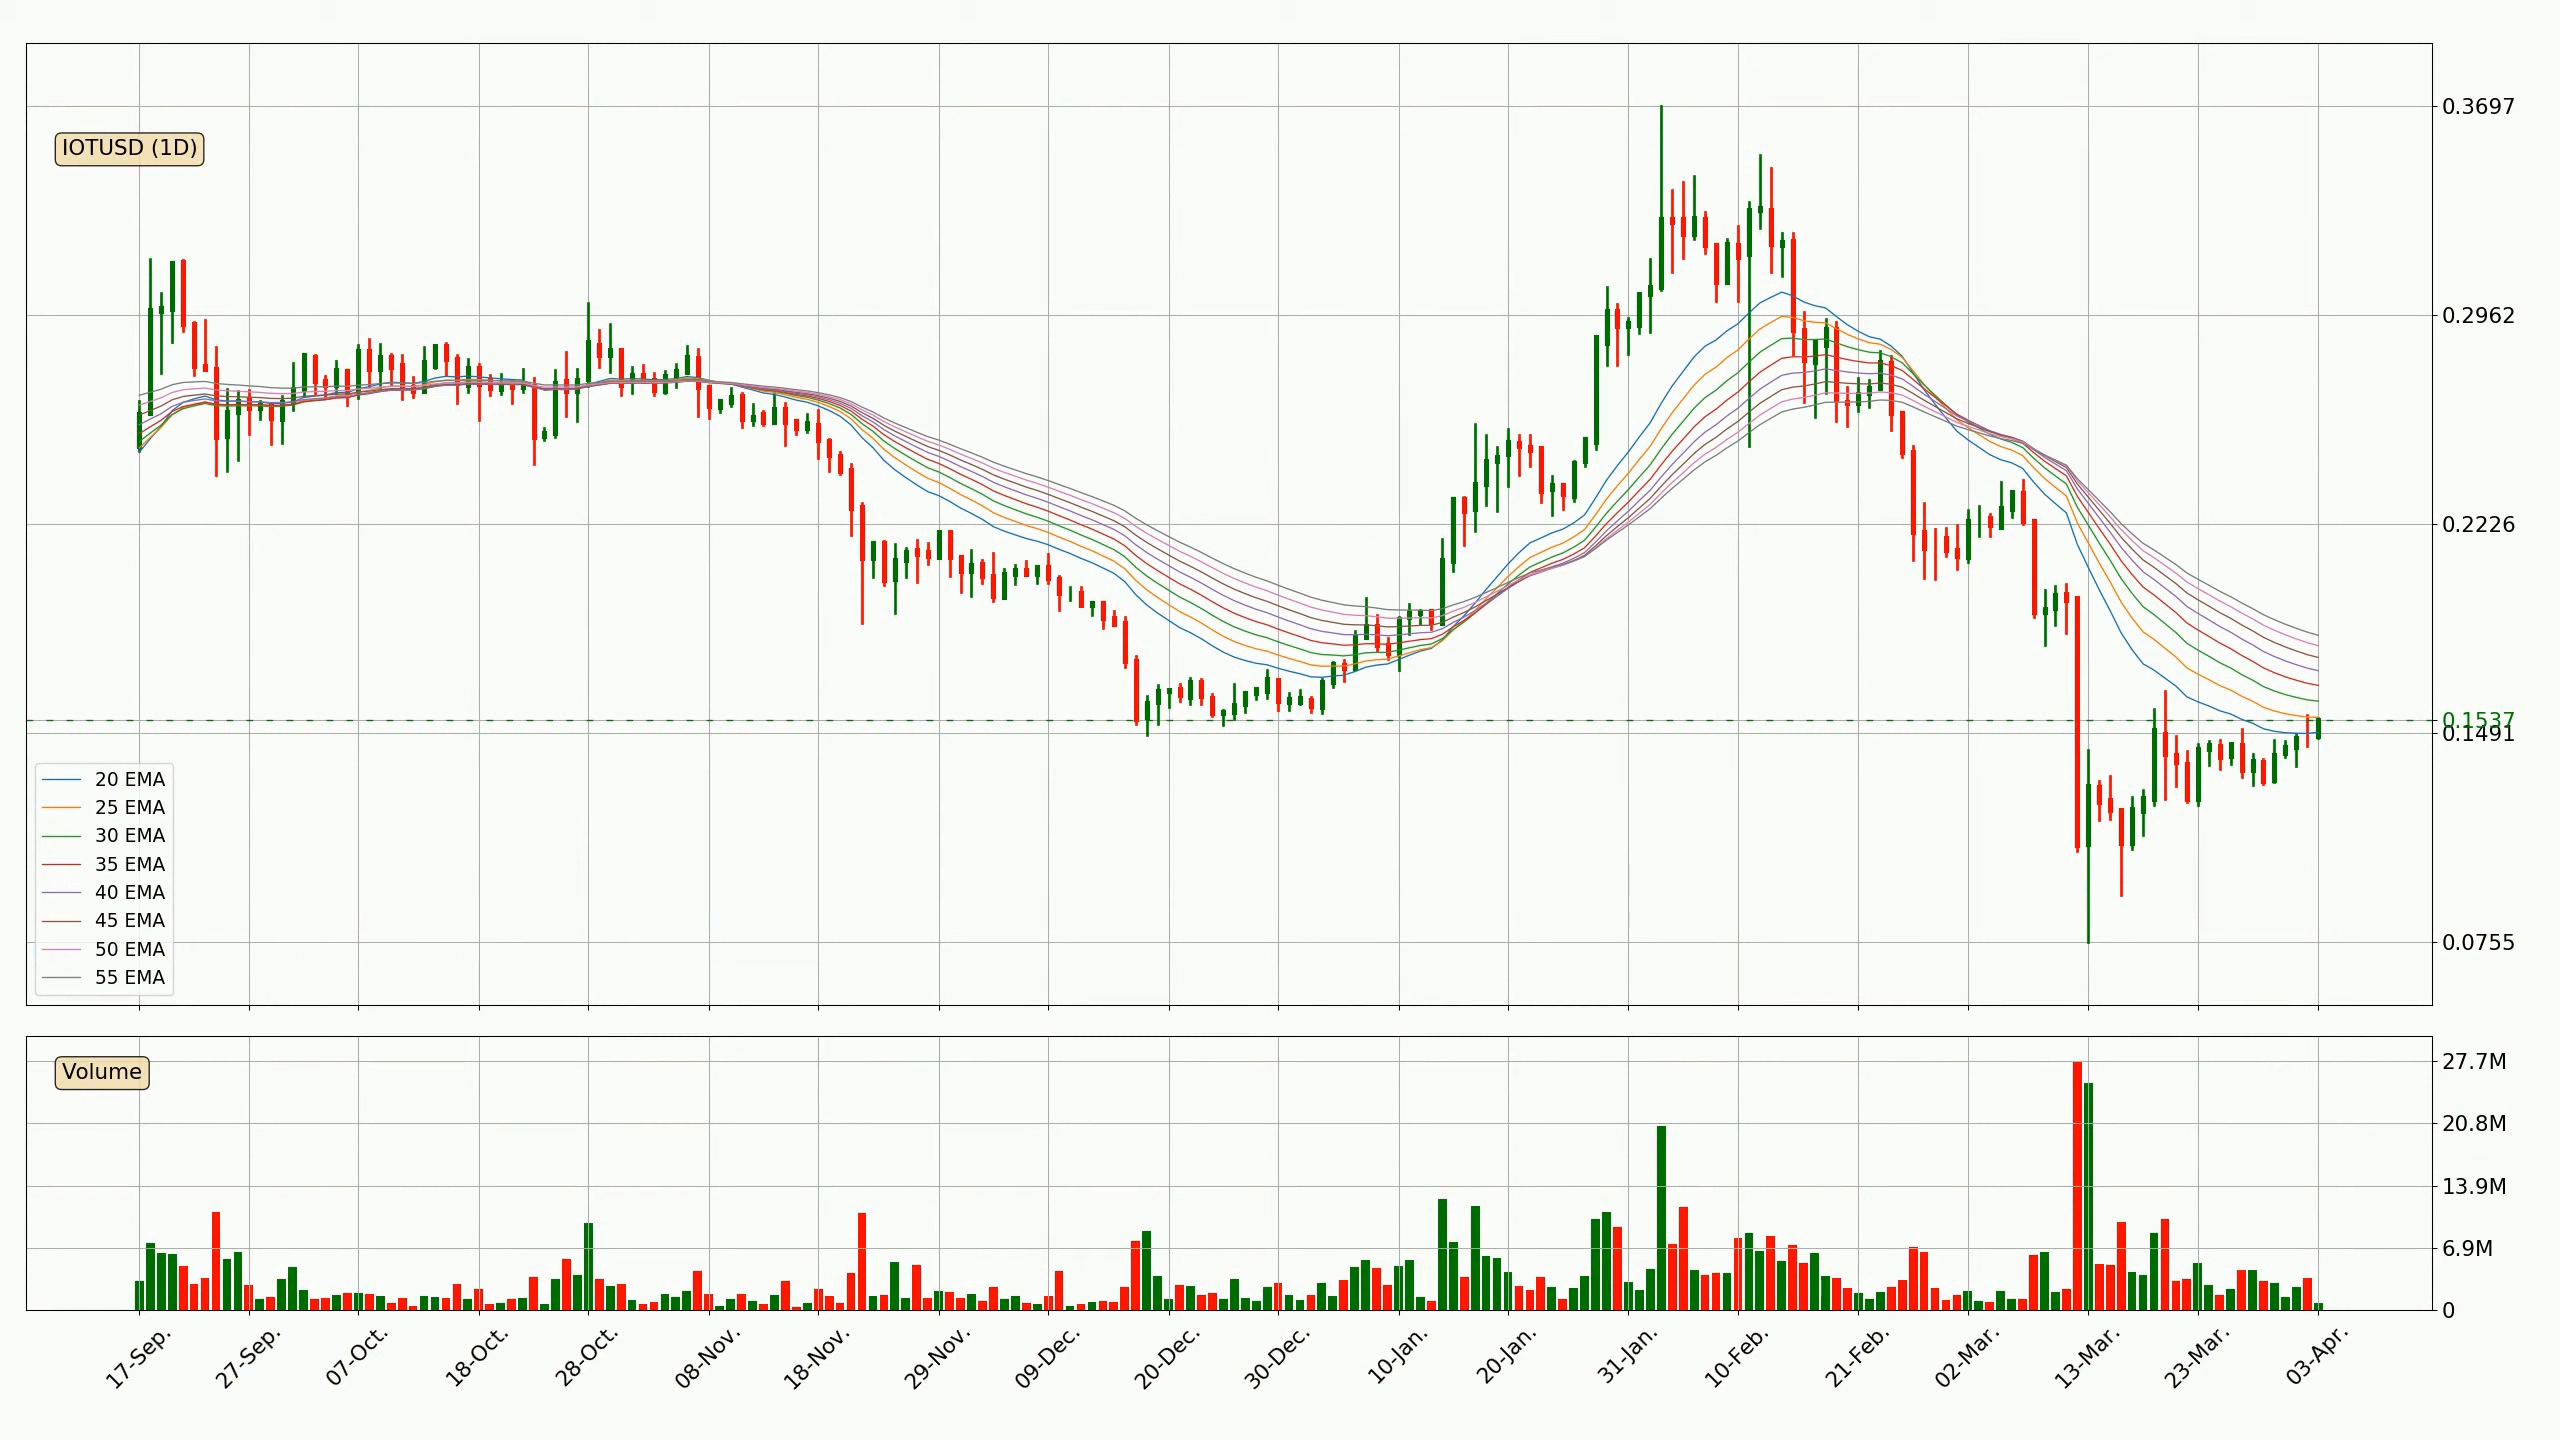 IOTUSD (1D)
0.3697
0.2962
0.2226
0.1537
0.1491
0.0755
20 EMA
25 EMA
30 EMA
35 EMA
40 EMA
45 EMA
50 EMA
55 EMA
Volume
27.7M
20.8M
13.9M
6.9M
0
17-Sep. 27-Sep. 07-Oct. 18-Oct. 28-Oct. 08-Nov. 18-Nov. 29-Nov. 09-Dec. 20-Dec. 30-Dec. 10-Jan. 20-Jan. 31-Jan. 10-Feb. 21-Feb. 02-Mar. 13-Mar. 23-Mar. 03-Apr.